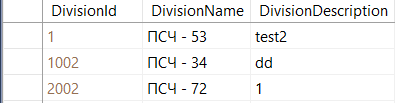 DivisionId DivisionName DivisionDescription
1 ПСЧ - 53 test2
1002 ПСЧ - 34 dd
2002 ПСЧ - 72 1